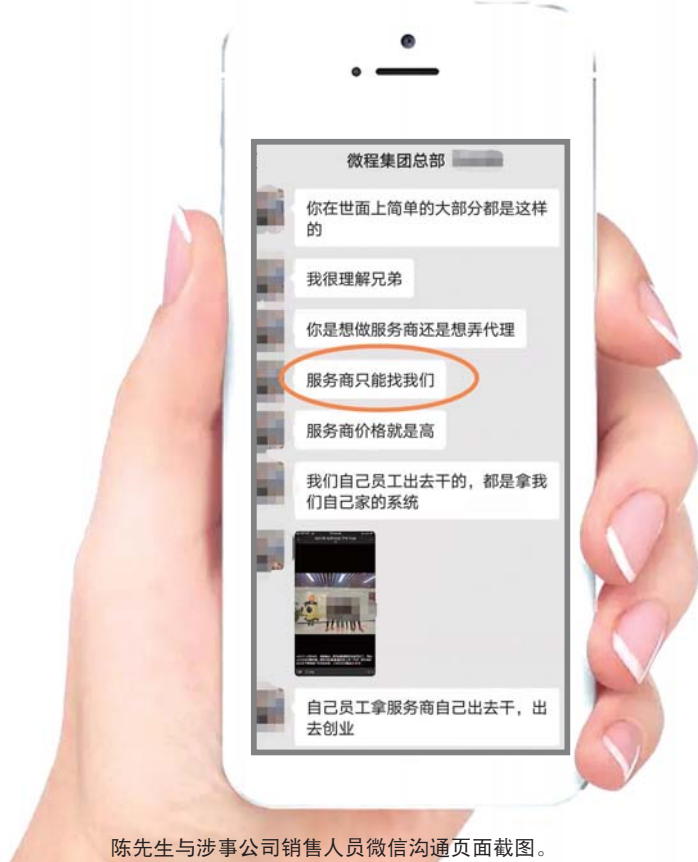 微程集团总部
你在世面上简单的大部分都是这样
的
我很理解兄弟
你是想做服务商还是想弄代理
服务商只能找我们
服务商价格就是高
我们自己员工出去干的，都是拿我
们自己家的系统
自己员工拿服务商自己出去干，出
去创业
陈先生与涉事公司销售人员微信沟通页面截图。